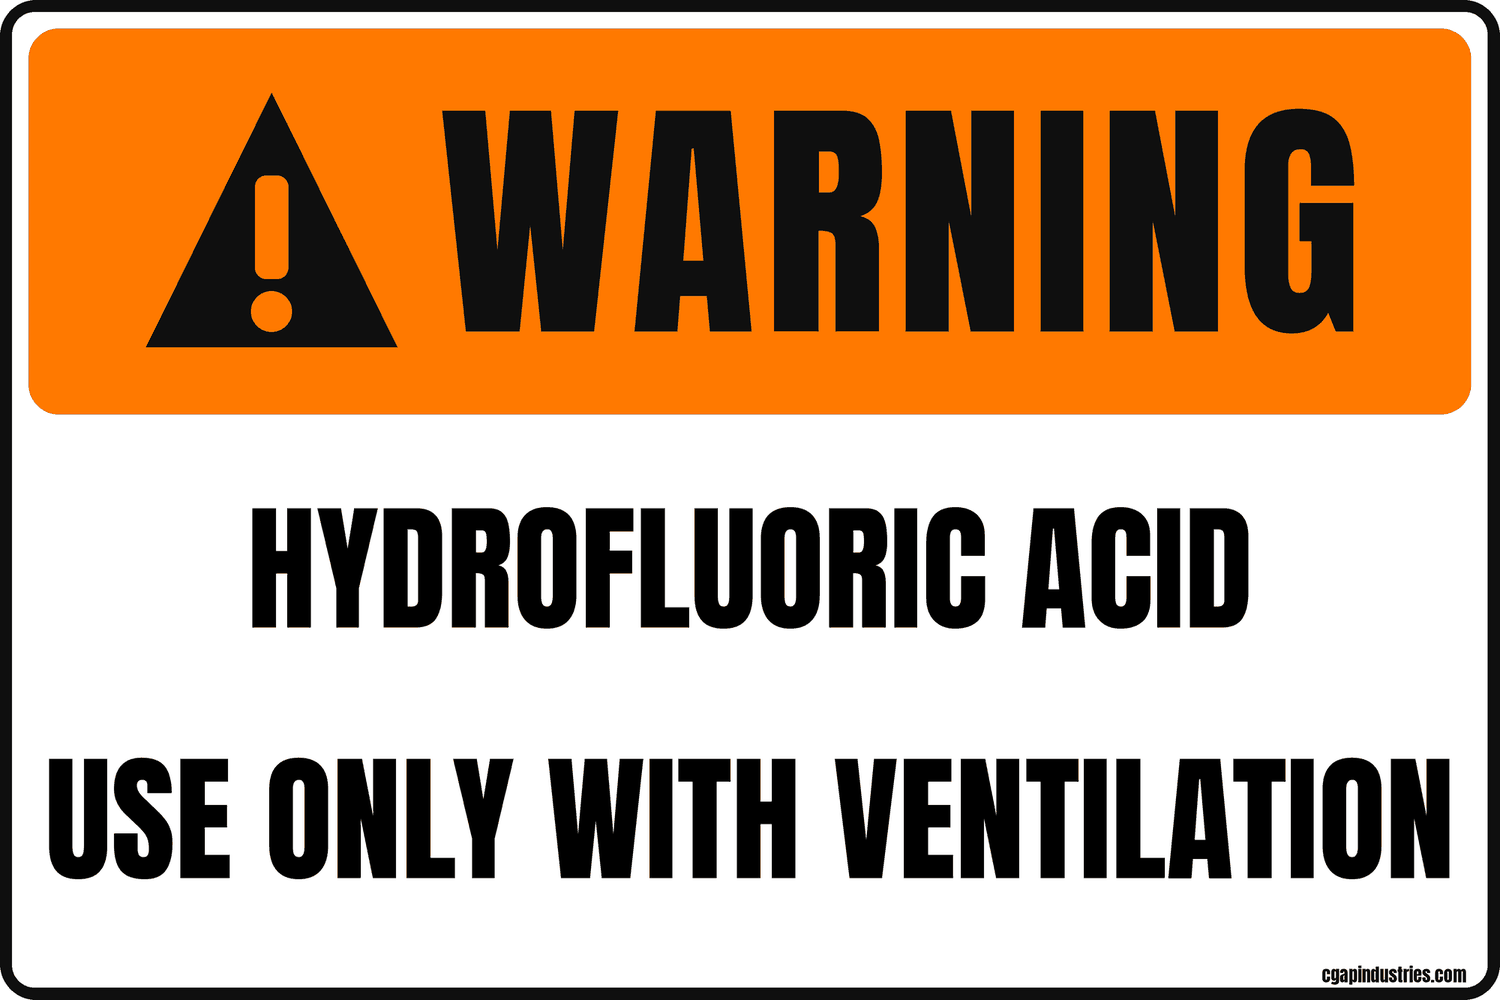 WARNING
HYDROFLUORIC ACID
USE ONLY WITH VENTILATION
cgapindustries.com